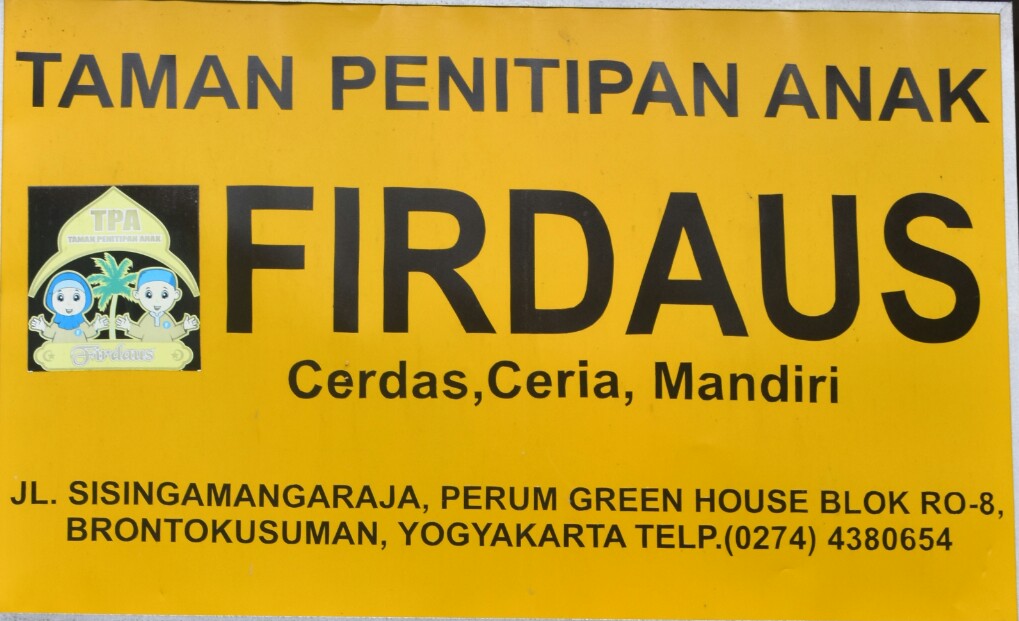 TAMAN PENITIPAN ANAK
TPA
TAMAN PENITIPAN ANAK
Firdaus
FIRDAUS
Cerdas,Ceria, Mandiri
JL. SISINGAMANGARAJA, PERUM GREEN HOUSE BLOK RO-8,
BRONTOKUSUMAN, YOGYAKARTA TELP.(0274) 4380654